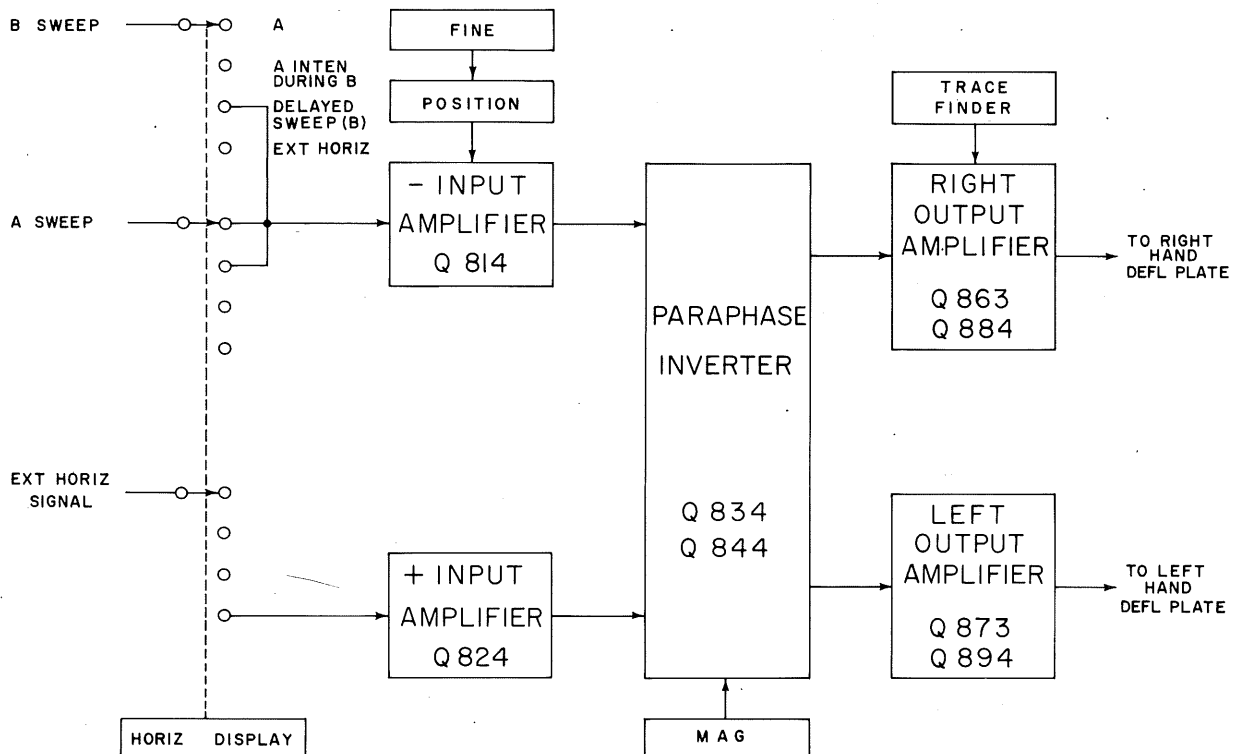 B SWEEP
A
A INTEN
DURING B
DELAYED
SWEEP (B)
EXT HORIZ
A SWEEP
EXT HORIZ
SIGNAL
HORIZ DISPLAY
FINE
POSITION
- INPUT
AMPLIFIER
Q 814
+ INPUT
AMPLIFIER
Q 824
PARAPHASE
INVERTER
Q 834
Q 844
MAG
TRACE
FINDER
RIGHT
OUTPUT
AMPLIFIER
Q 863
Q 884
TO RIGHT
HAND
DEFL PLATE
LEFT
OUTPUT
AMPLIFIER
Q 873
Q 894
TO LEFT
HAND
DEFL PLATE